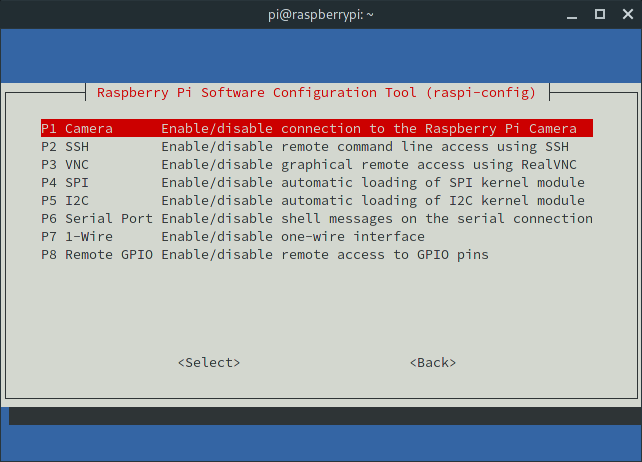 pi@raspberrypi: ~
Raspberry Pi Software Configuration Tool (raspi-config)
P1 Camera Enable/disable connection to the Raspberry Pi Camera
P2 SSH Enable/disable remote command line access using SSH
P3 VNC Enable/disable graphical remote access using RealVNC
P4 SPI Enable/disable automatic loading of SPI kernel module
P5 I2C Enable/disable automatic loading of I2C kernel module
P6 Serial Port Enable/disable shell messages on the serial connection
P7 1-Wire Enable/disable one-wire interface
P8 Remote GPIO Enable/disable remote access to GPIO pins
<Select> <Back>